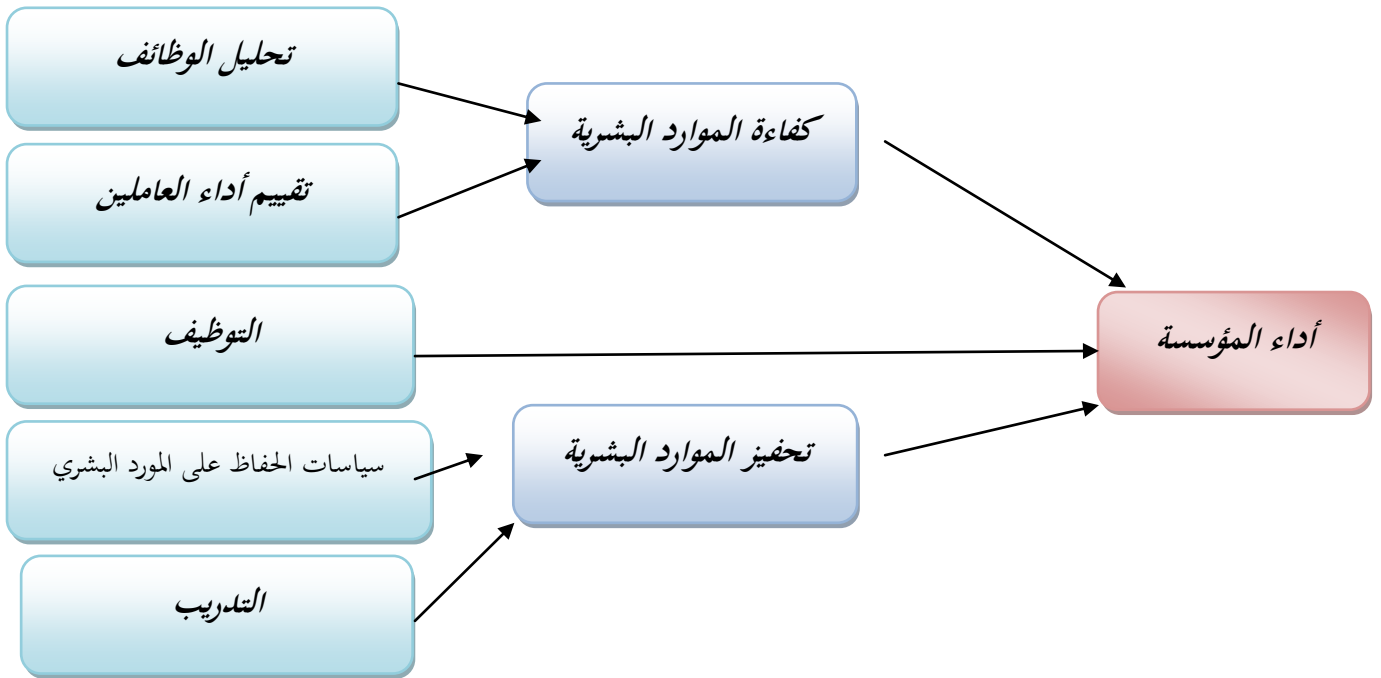 تحليل الوظائف
كفاءة الموارد البشرية
تقييم أداء العاملين
التوظيف
أداء المؤسسة
تحفيز الموارد البشرية
سياسات الحفاظ على المورد البشري
التدريب